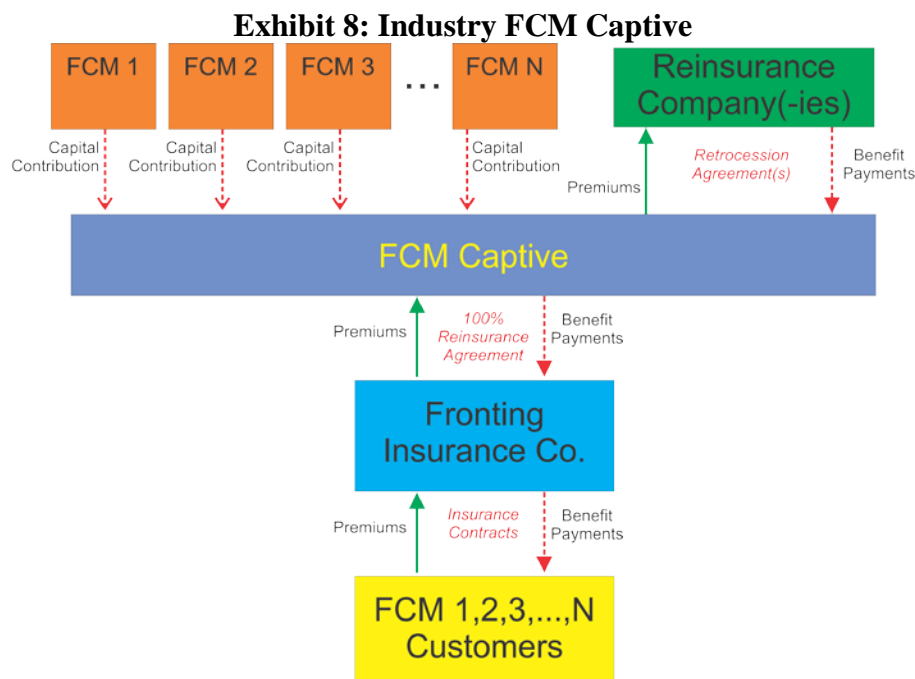 Exhibit 8: Industry FCM Captive
FCM 1
FCM 2
FCM 3
...
FCM N
Reinsurance
Company(-ies)
Capital
Contribution
Capital
Contribution
Capital
Contribution
Capital
Contribution
Premiums
Retrocession
Agreement(s)
Benefit
Payments
FCM Captive
Premiums
100%
Reinsurance
Agreement
Benefit
Payments
Fronting
Insurance Co.
Premiums
Insurance
Contracts
Benefit
Payments
FCM 1,2,3,...,N
Customers